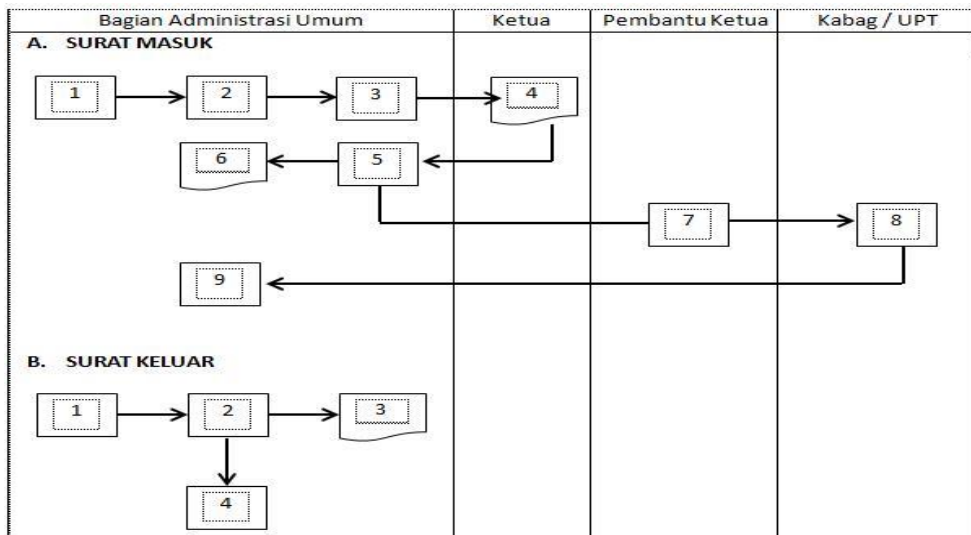 Bagian Administrasi Umum Ketua Pembantu Ketua Kabag / UPT
A. SURAT MASUK
1 2 3 4
6 5
7 8
9
B. SURAT KELUAR
1 2 3
4